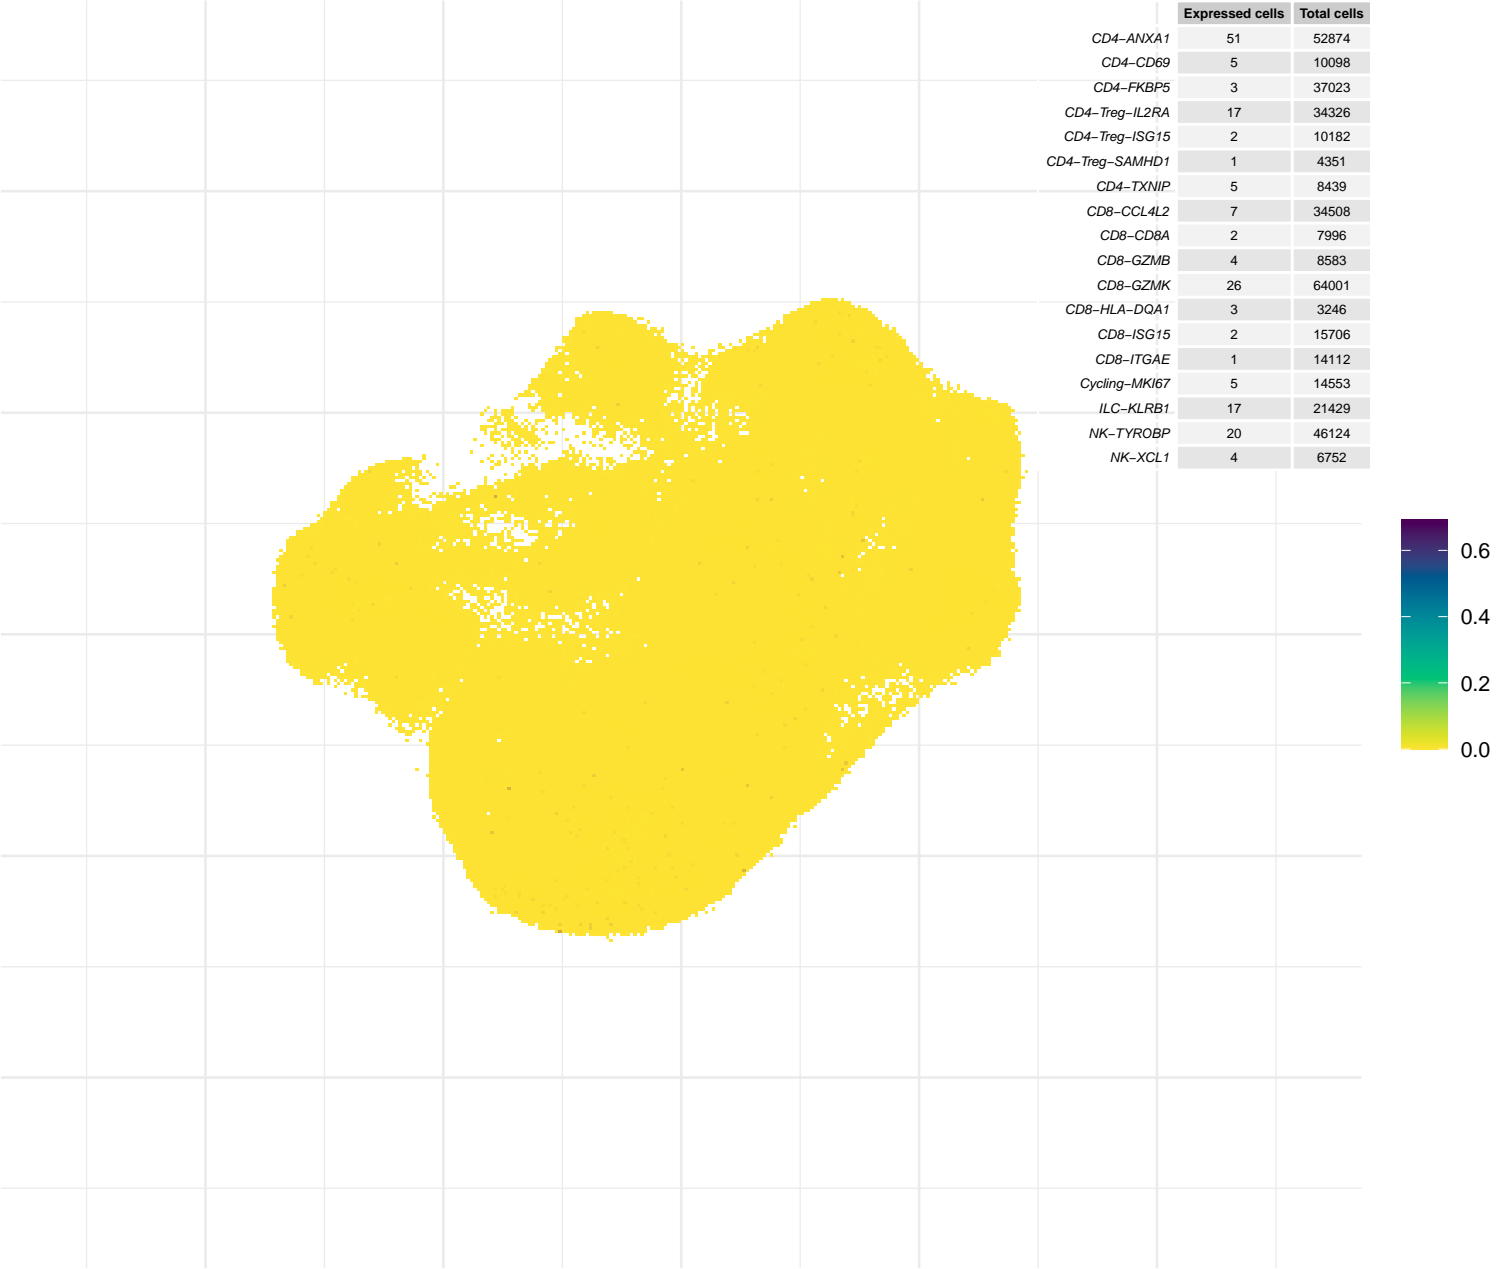 Expressed cells Total cells
CD4−ANXA1 51 52874
CD4−CD69 5 10098
CD4−FKBP5 3 37023
CD4−Treg−IL2RA 17 34326
CD4−Treg−ISG15 2 10182
CD4−Treg−SAMHD1 1 4351
CD4−TXNIP 5 8439
CD8−CCL4L2 7 34508
CD8−CD8A 2 7996
CD8−GZMB 4 8583
CD8−GZMK 26 64001
CD8−HLA−DQA1 3 3246
CD8−ISG15 2 15706
CD8−ITGAE 1 14112
Cycling−MKI67 5 14553
ILC−KLRB1 17 21429
NK−TYROBP 20 46124
NK−XCL1 4 6752
0.6
0.4
0.2
0.0